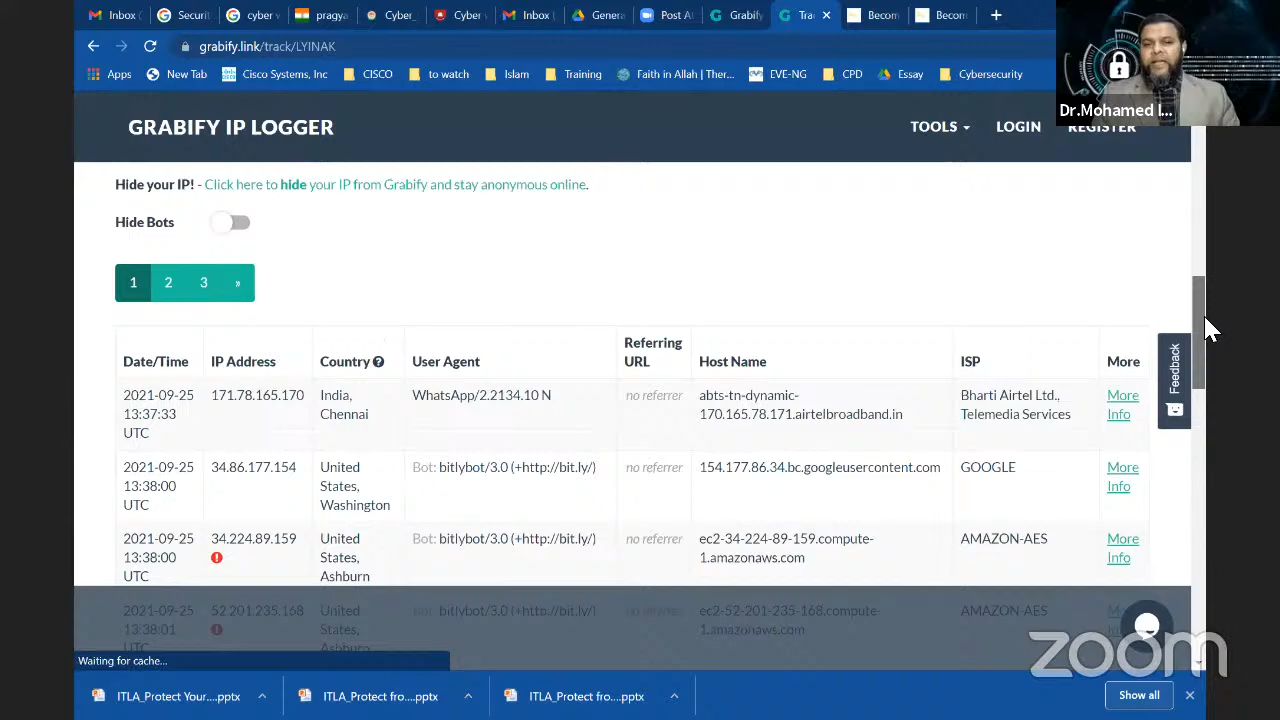 Inbox
Securit
cyber v
pragya
Cyber_
Cyber v
Inbox
Genera
Post A
Grabify
Tra
Becom
Becom
grabify.link/track/LYINAK
Apps
New Tab
Cisco Systems, Inc
CISCO
to watch
Exam
Training
Faith in Allah | Ther...
CPD
Essay
Dr.Mohamed I...
GRABIFY IP LOGGER
TOOLS
LOGIN
REGISTER
Hide your IP! - Click here to hide your IP from Grabify and stay anonymous online.
Hide Bots
1 2 3 »
Date/Time
IP Address
Country
User Agent
Referring
URL
Host Name
ISP
More
2021-09-25
13:37:33
UTC
171.78.165.170
India,
Chennai
WhatsApp/2.2134.10 N
no referrer
abts-tn-dynamic-
170.165.78.171.airtelbroadband.in
Bharti Airtel Ltd.,
Telemedia Services
More
Info
2021-09-25
13:38:00
UTC
34.86.177.154
United
States,
Washington
Bot: bitlybot/3.0 (+http://bit.ly/)
no referrer
154.177.86.34.bc.googleusercontent.com
GOOGLE
More
Info
2021-09-25
13:38:00
UTC
34.224.89.159
United
States,
Ashburn
Bot: bitlybot/3.0 (+http://bit.ly/)
no referrer
ec2-34-224-89-159.compute-
1.amazonaws.com
AMAZON-AES
More
Info
2021-09-25
13:38:01
UTC
52.201.235.168
United
States,
Ashburn
Bot: bitlybot/3.0 (+http://bit.ly/)
no referrer
ec2-52-201-235-168.compute-
1.amazonaws.com
AMAZON-AES
Feedback
zoom
Waiting for cache...
ITLA_Protect Your....pptx
ITLA_Protect fro....pptx
ITLA_Protect fro....pptx
Show all